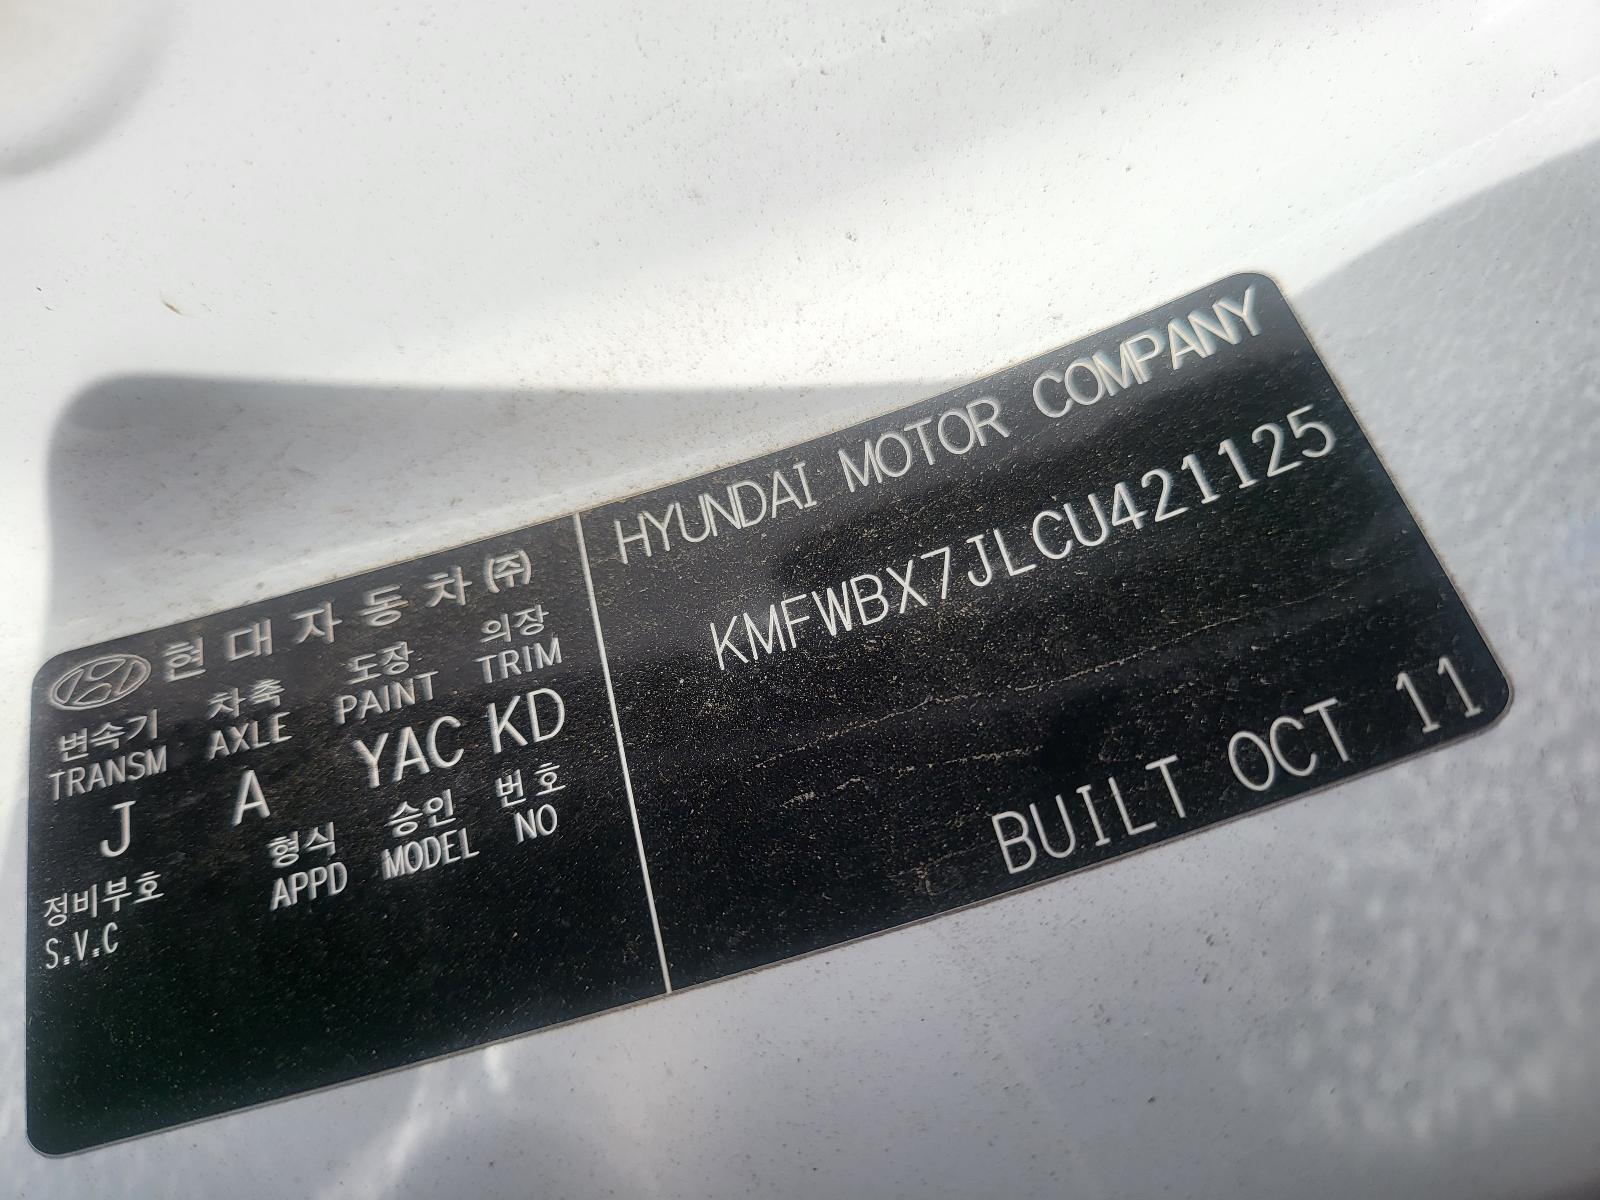 현대자동차㈜
변속기 차축 도장 의장
TRANSM AXLE PAINT TRIM
J A YAC KD
정비부호 형식 승인 번호
S.V.C APPD MODEL NO
HYUNDAI MOTOR COMPANY
KMFWBX7JLCU421125
BUILT OCT 11